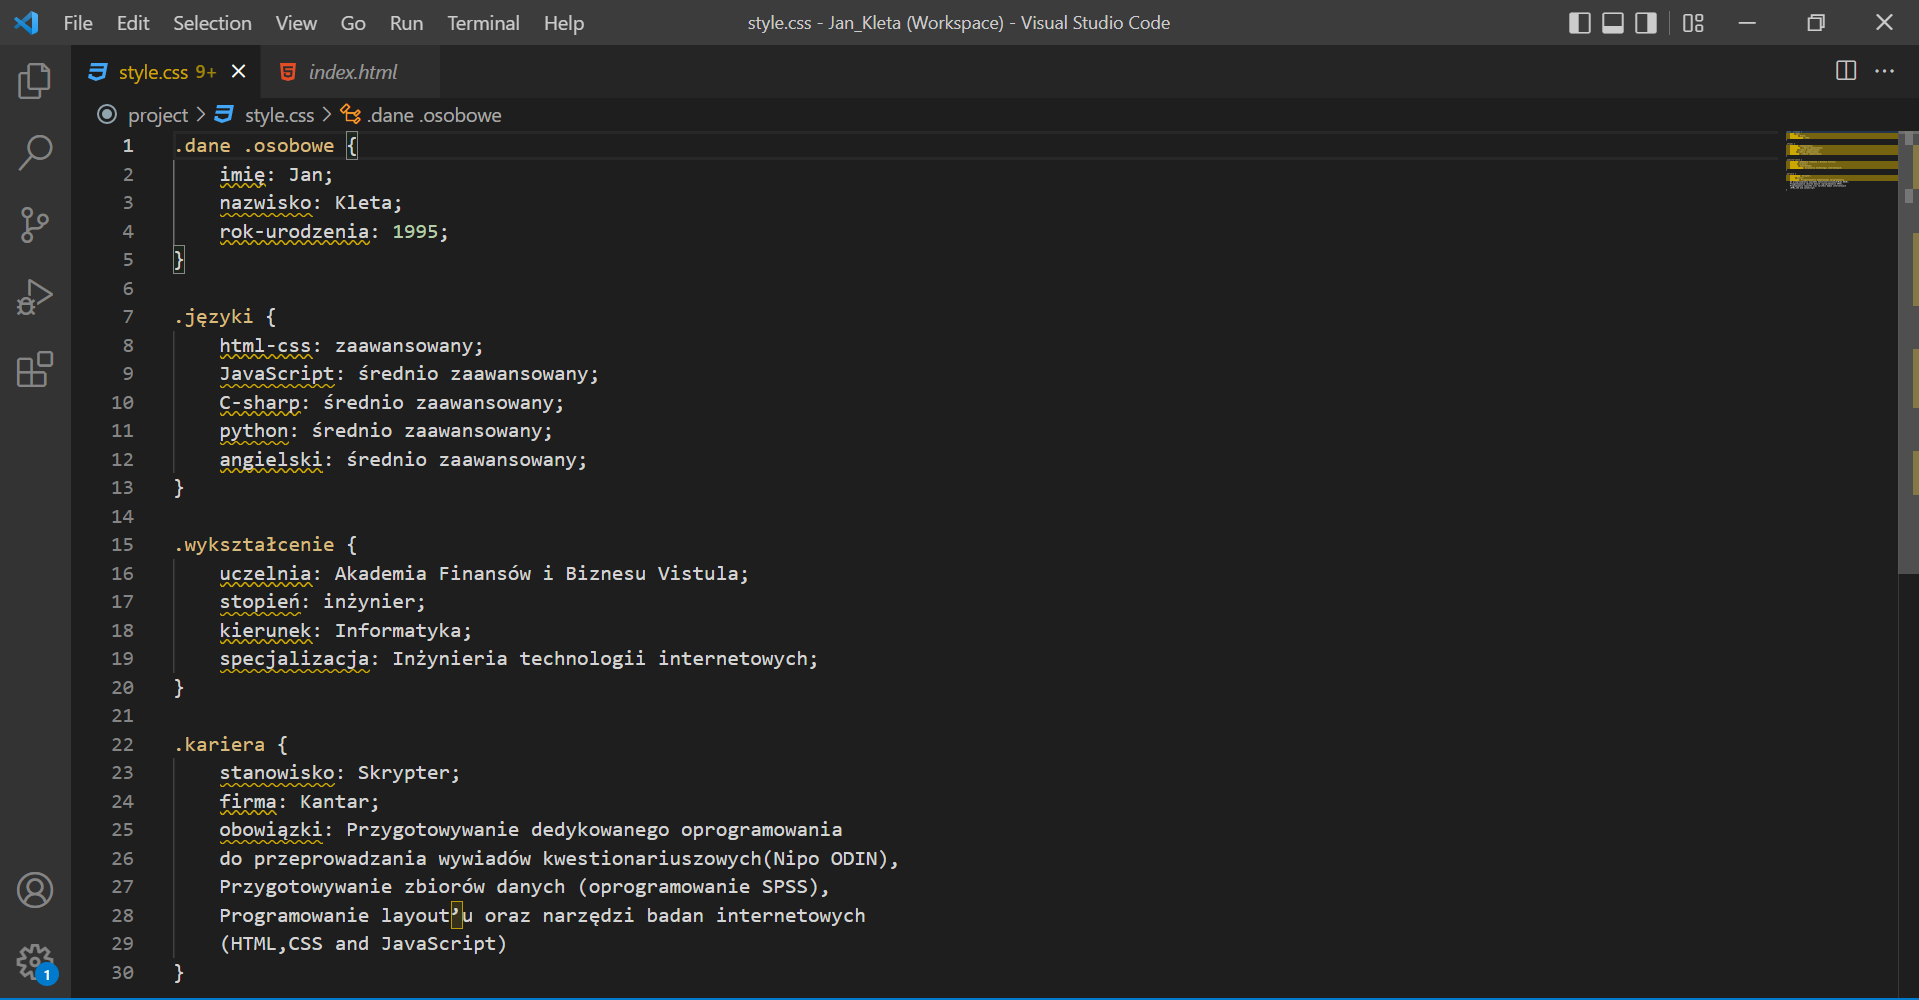 File Edit Selection View Go Run Terminal Help style.css - Jan_Kleta (Workspace) - Visual Studio Code
style.css 9+ index.html
project > style.css > .dane .osobowe
1 .dane .osobowe {
2 imię: Jan;
3 nazwisko: Kleta;
4 rok-urodzenia: 1995;
5 }
6
7 .języki {
8 html-css: zaawansowany;
9 JavaScript: średnio zaawansowany;
10 C-sharp: średnio zaawansowany;
11 python: średnio zaawansowany;
12 angielski: średnio zaawansowany;
13 }
14
15 .wykształcenie {
16 uczelnia: Akademia Finansów i Biznesu Vistula;
17 stopień: inżynier;
18 kierunek: Informatyka;
19 specjalizacja: Inżynieria technologii internetowych;
20 }
21
22 .kariera {
23 stanowisko: Skrypter;
24 firma: Kantar;
25 obowiązki: Przygotowywanie dedykowanego oprogramowania
26 do przeprowadzania wywiadów kwestionariuszowych(Nipo ODIN),
27 Przygotowywanie zbiorów danych (oprogramowanie SPSS),
28 Programowanie layout’u oraz narzędzi badan internetowych
29 (HTML,CSS and JavaScript)
30 }
1